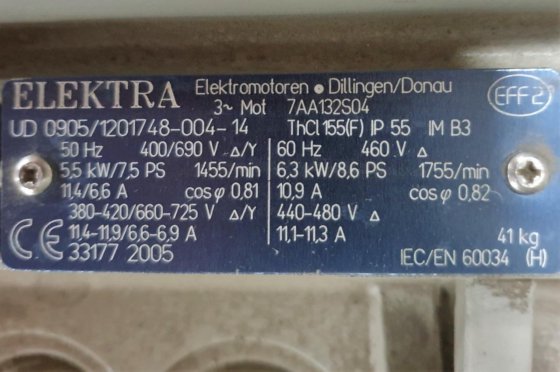 ELEKTRA Elektromotoren • Dillingen/Donau
3~ Mot 7AA132S04 EFF 2
UD 0905/1201748-004-14 ThCl 155(F) IP 55 IM B3
50 Hz 400/690 V Δ/Y 60 Hz 460 V Δ
5,5 kW/7,5 PS 1455/min 6,3 kW/8,6 PS 1755/min
11,4/6,6 A cos φ 0,81 10,9 A cos φ 0,82
380-420/660-725 V Δ/Y 440-480 V Δ
CE 11,4-11,9/6,6-6,9 A 11,1-11,3 A 41 kg
33177 2005 IEC/EN 60034 (H)